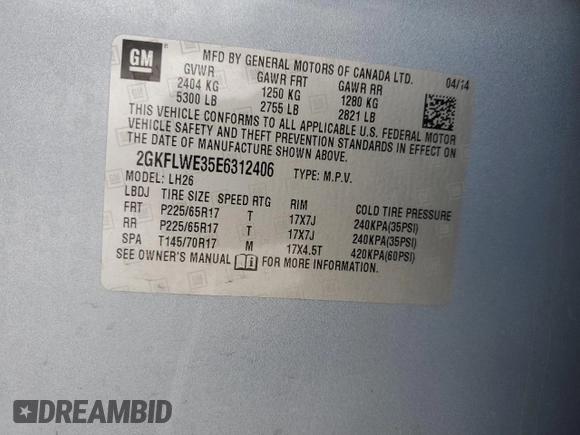 GM
MFD BY GENERAL MOTORS OF CANADA LTD.
04/14
GVWR GAWR FRT GAWR RR
2404 KG 1250 KG 1280 KG
5300 LB 2755 LB 2821 LB
THIS VEHICLE CONFORMS TO ALL APPLICABLE U.S. FEDERAL MOTOR
VEHICLE SAFETY AND THEFT PREVENTION STANDARDS IN EFFECT ON
THE DATE OF MANUFACTURE SHOWN ABOVE.
2GKFLWE35E6312406 TYPE: M.P.V.
MODEL: LH26
LBDJ TIRE SIZE SPEED RTG RIM COLD TIRE PRESSURE
FRT P225/65R17 T 17X7J 240KPA(35PSI)
RR P225/65R17 T 17X7J 240KPA(35PSI)
SPA T145/70R17 M 17X4.5T 420KPA(60PSI)
SEE OWNER'S MANUAL FOR MORE INFORMATION.
DREAMBID